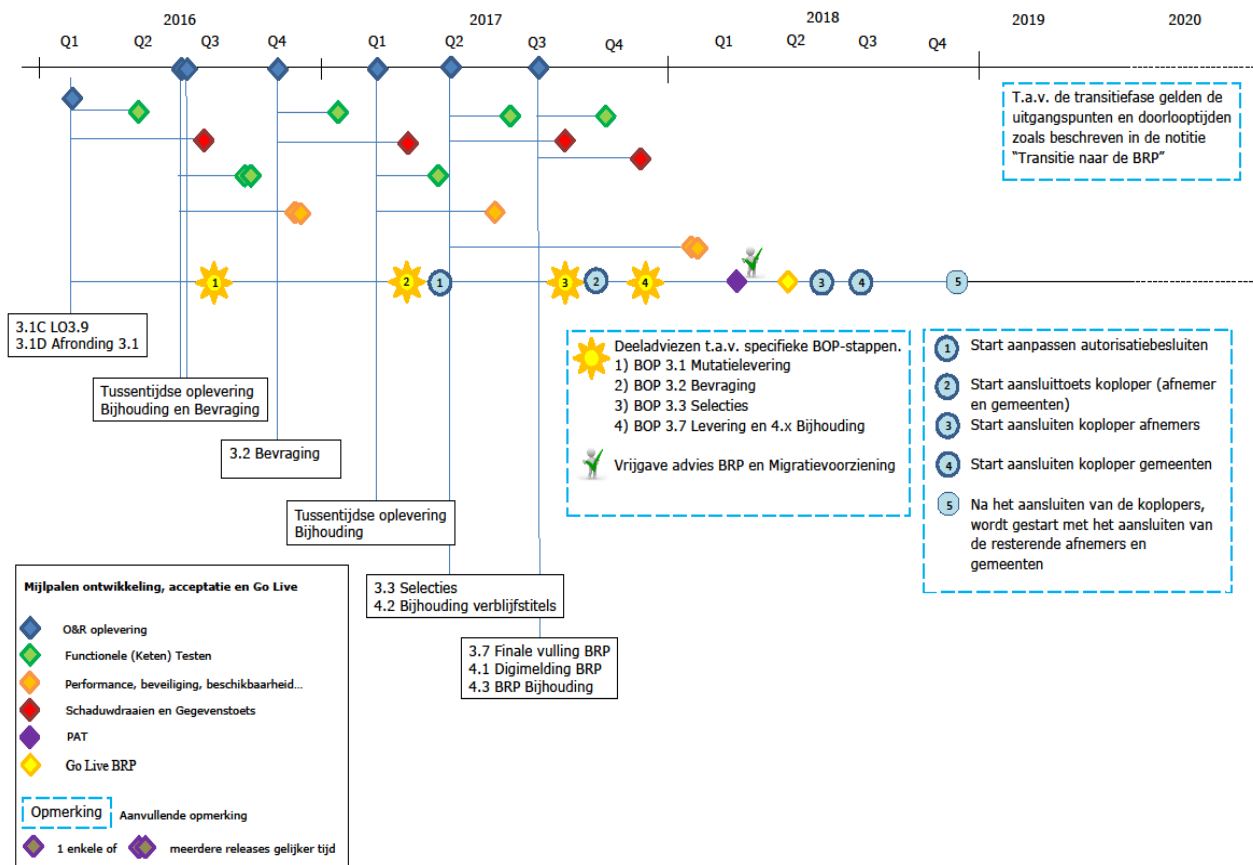 2016
2017
2018
2019
2020
Q1
Q2
Q3
Q4
Q1
Q2
Q3
Q4
Q1
Q2
Q3
Q4
T.a.v. de transitiefase gelden de
uitgangspunten en doorlooptijden
zoals beschreven in de notitie
“Transitie naar de BRP”
1
2
1
3
2
4
3
4
5
3.1C LO3.9
3.1D Afronding 3.1
Tussentijdse oplevering
Bijhouding en Bevraging
3.2 Bevraging
Tussentijdse oplevering
Bijhouding
3.3 Selecties
4.2 Bijhouding verblijfstitels
3.7 Finale vulling BRP
4.1 Digimelding BRP
4.3 BRP Bijhouding
Deeladviezen t.a.v. specifieke BOP-stappen.
1) BOP 3.1 Mutatielevering
2) BOP 3.2 Bevraging
3) BOP 3.3 Selecties
4) BOP 3.7 Levering en 4.x Bijhouding
Vrijgave advies BRP en Migratievoorziening
1 Start aanpassen autorisatiebesluiten
2 Start aansluittoets koploper (afnemer
en gemeenten)
3 Start aansluiten koploper afnemers
4 Start aansluiten koploper gemeenten
5 Na het aansluiten van de koplopers,
wordt gestart met het aansluiten van
de resterende afnemers en
gemeenten
Mijlpalen ontwikkeling, acceptatie en Go Live
O&R oplevering
Functionele (Keten) Testen
Performance, beveiliging, beschikbaarheid...
Schaduwdraaien en Gegevenstoets
PAT
Go Live BRP
Opmerking Aanvullende opmerking
1 enkele of meerdere releases gelijker tijd